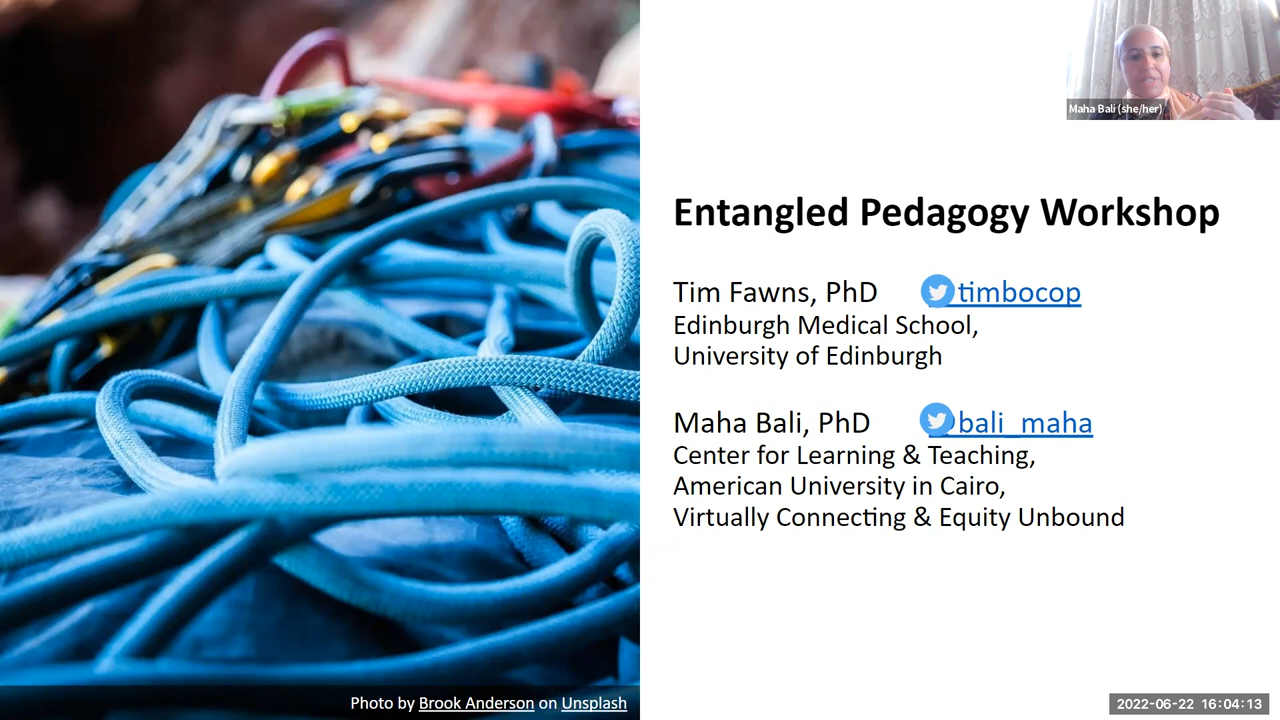 Maha Bali (she/her)
Entangled Pedagogy Workshop
Tim Fawns, PhD timbocop
Edinburgh Medical School,
University of Edinburgh
Maha Bali, PhD bali_maha
Center for Learning & Teaching,
American University in Cairo,
Virtually Connecting & Equity Unbound
Photo by Brook Anderson on Unsplash
2022-06-22 16:04:13